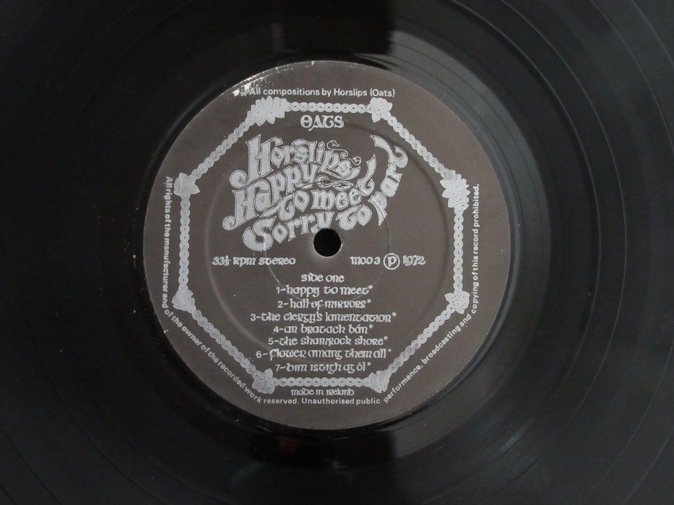 * All compositions by Horslips (Oats)
OATS
Horslips
Happy
to meet
Sorry to part
33⅓ RPM STEREO
MOO 3 Ⓟ 1972
Side One
1-happy to meet*
2-hall of mirrors*
3-the clergy's lamentation*
4-an bratach bán*
5-the shamrock shore*
6-flower amang them all*
7-bím istigh ag ól*
made in Ireland
All rights of the manufacturer and of the owner of the recorded work reserved. Unauthorised public performance, broadcasting and copying of this record prohibited.